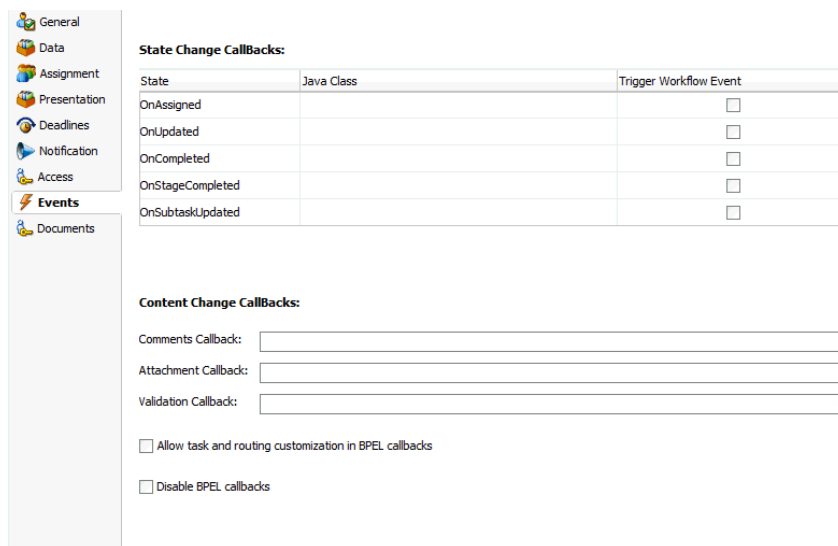 General
Data
Assignment
Presentation
Deadlines
Notification
Access
Events
Documents
State Change CallBacks:
State Java Class Trigger Workflow Event
OnAssigned
OnUpdated
OnCompleted
OnStageCompleted
OnSubtaskUpdated
Content Change CallBacks:
Comments Callback:
Attachment Callback:
Validation Callback:
Allow task and routing customization in BPEL callbacks
Disable BPEL callbacks